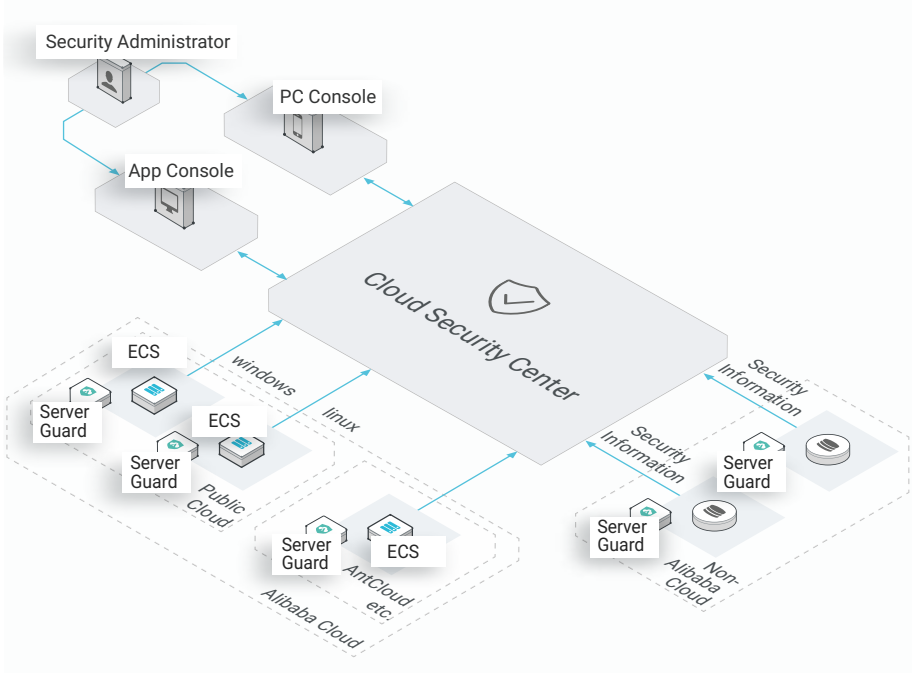 Security Administrator
PC Console
App Console
Cloud Security Center
ECS
windows
Server
Guard
ECS
linux
Server
Guard
Public
Cloud
Server
Guard
ECS
AntCloud
etc.
Alibaba Cloud
Security
Information
Security
Information
Server
Guard
Server
Guard
Non-
Alibaba
Cloud